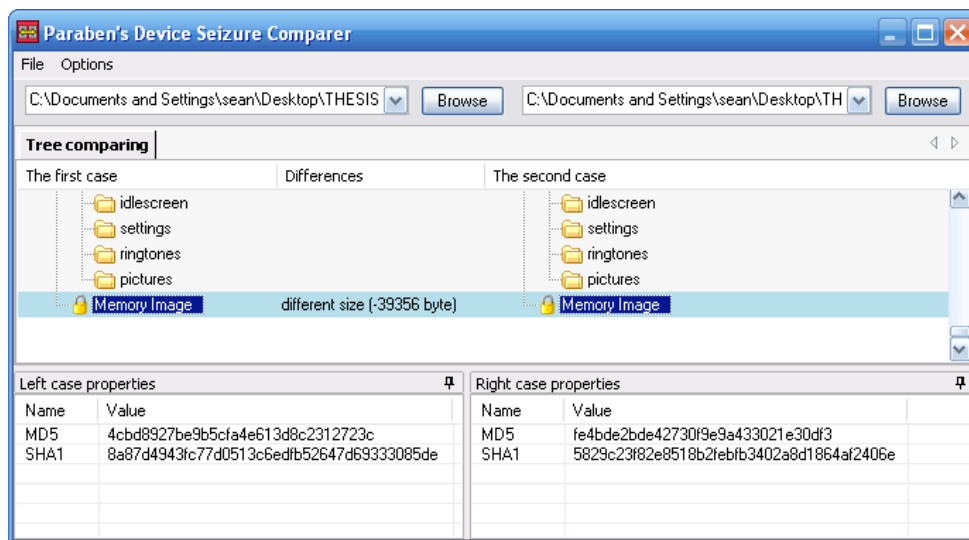 Paraben's Device Seizure Comparer
File Options
C:\Documents and Settings\sean\Desktop\THESIS Browse C:\Documents and Settings\sean\Desktop\TH Browse
Tree comparing
The first case Differences The second case
idlescreen idlescreen
settings settings
ringtones ringtones
pictures pictures
Memory Image different size (-39356 byte) Memory Image
Left case properties Right case properties
Name Value Name Value
MD5 4cbd8927be9b5cfa4e613d8c2312723c MD5 fe4bde2bde42730f9e9a433021e30df3
SHA1 8a87d4943fc77d0513c6edfb52647d69333085de SHA1 5829c23f82e8518b2febfb3402a8d1864af2406e